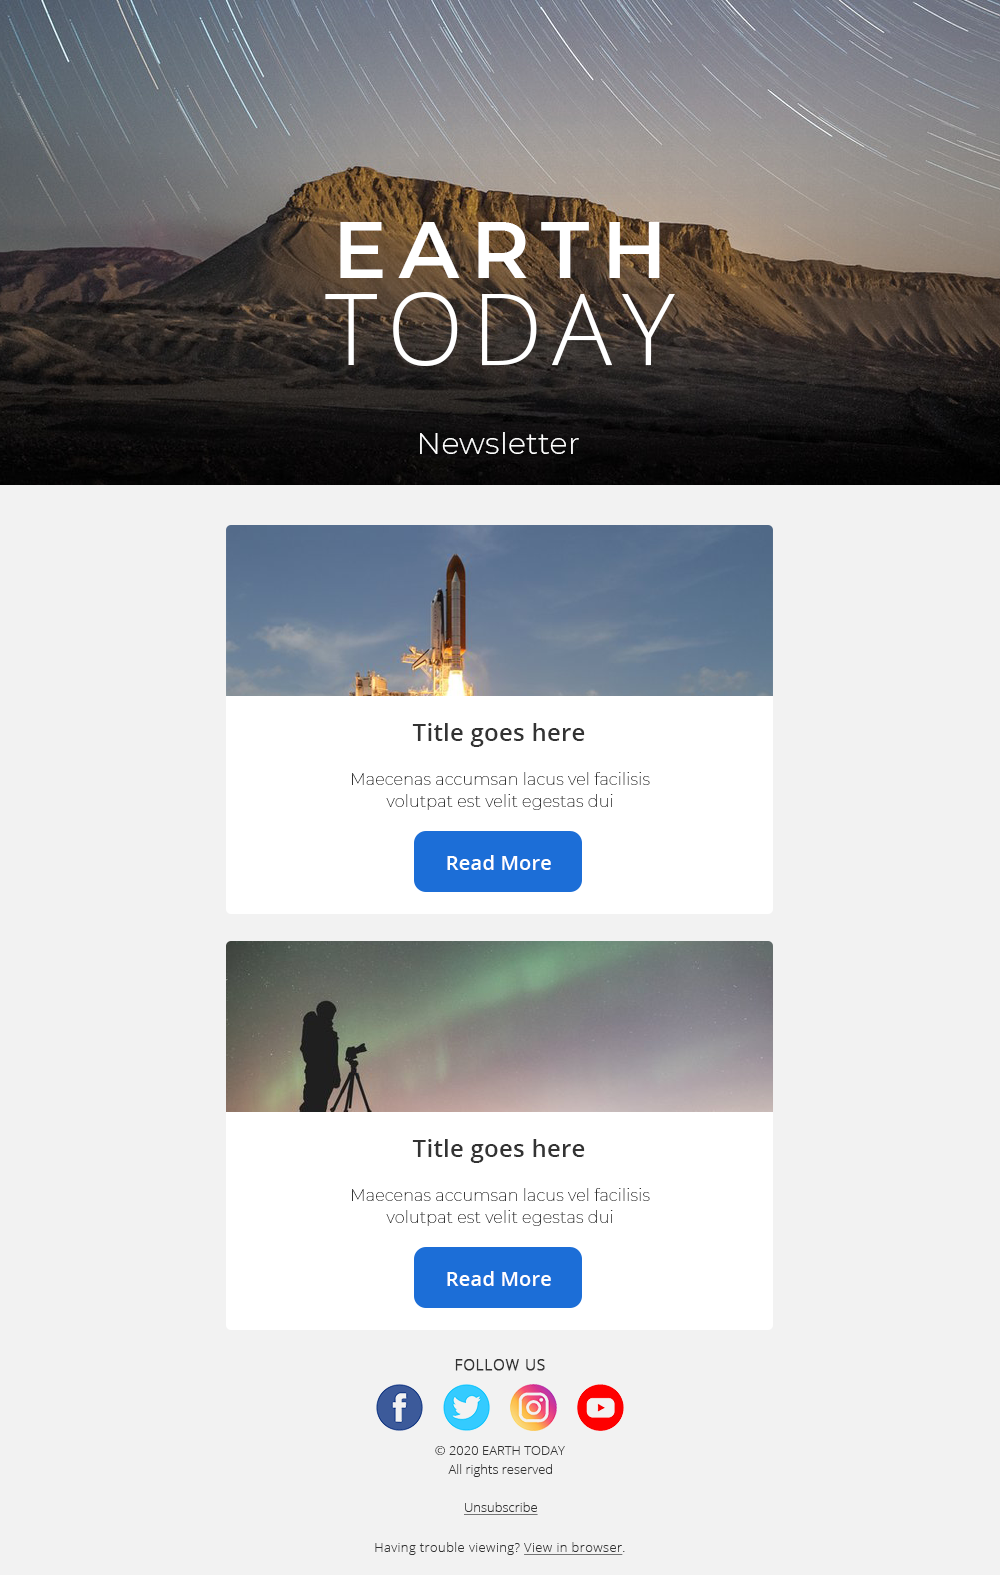 EARTH
TODAY
Newsletter
Title goes here
Maecenas accumsan lacus vel facilisis
volutpat est velit egestas dui
Read More
Title goes here
Maecenas accumsan lacus vel facilisis
volutpat est velit egestas dui
Read More
FOLLOW US
© 2020 EARTH TODAY
All rights reserved
Unsubscribe
Having trouble viewing? View in browser.